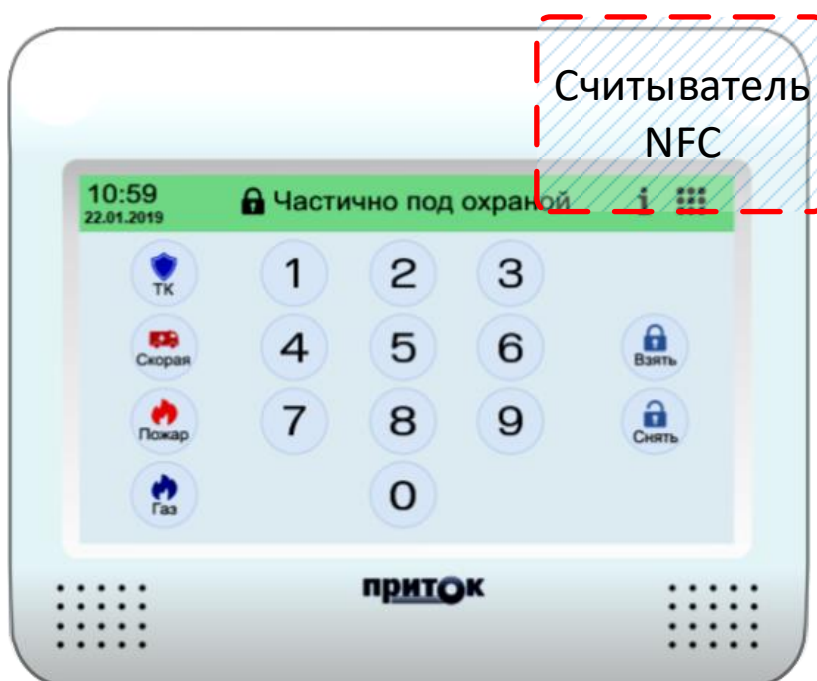 Считыватель
NFC
10:59
22.01.2019
Частично под охраной
i
ТК
1
2
3
Скорая
4
5
6
Взять
Пожар
7
8
9
Снять
Газ
0
приток